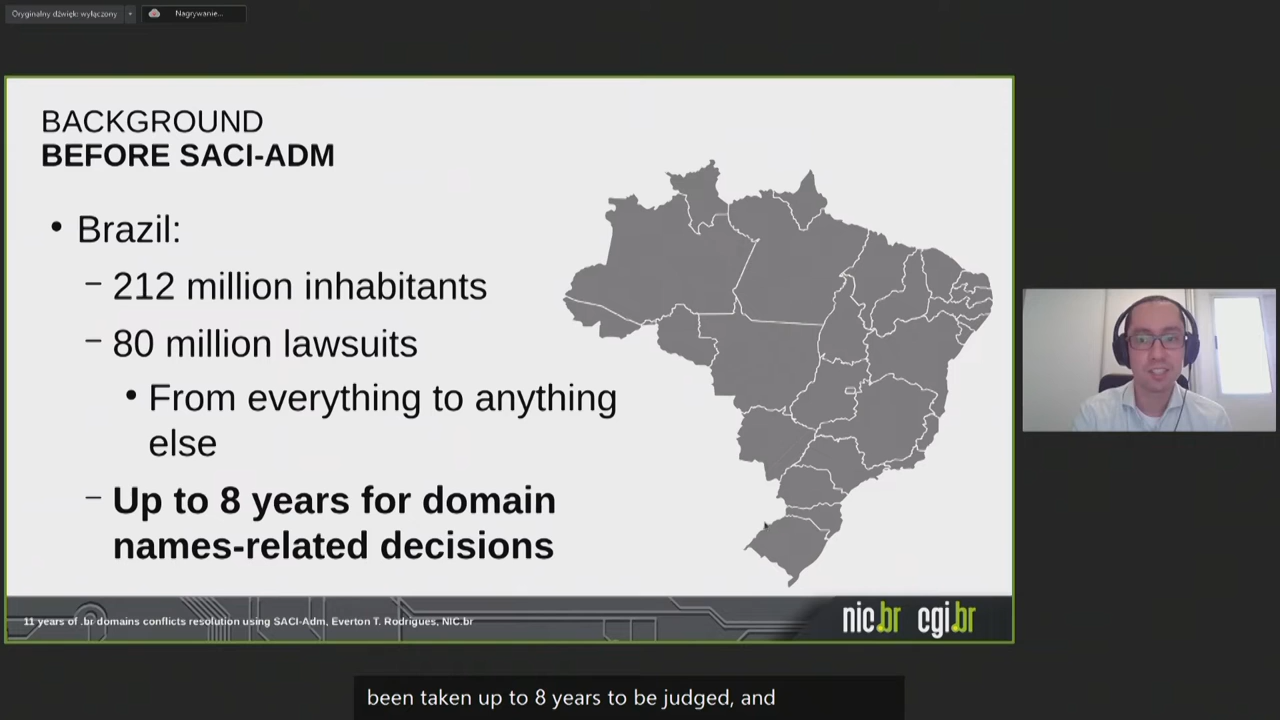 Oryginalny dźwięk: wyłączony
Nagrywanie...
BACKGROUND
BEFORE SACI-ADM
• Brazil:
– 212 million inhabitants
– 80 million lawsuits
• From everything to anything
else
– Up to 8 years for domain
names-related decisions
11 years of .br domains conflicts resolution using SACI-Adm, Everton T. Rodrigues, NIC.br
nic.br cgi.br
been taken up to 8 years to be judged, and